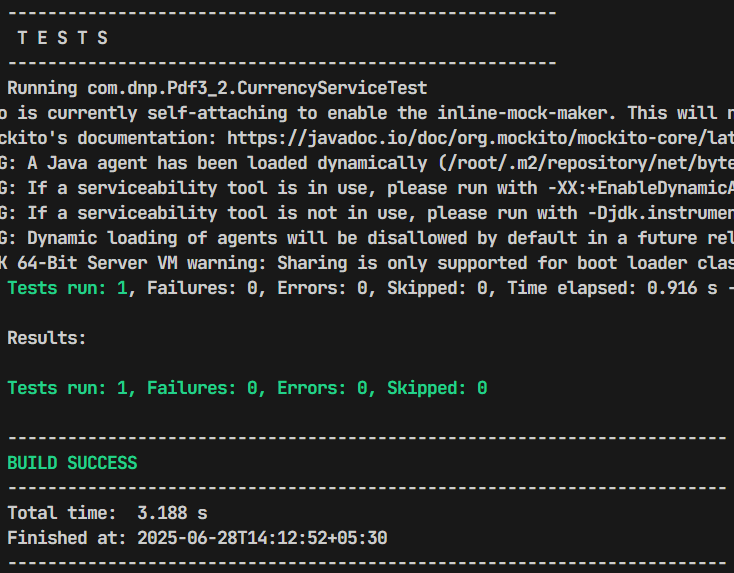 -------------------------------------------------------
T E S T S
-------------------------------------------------------
Running com.dnp.Pdf3_2.CurrencyServiceTest
o is currently self-attaching to enable the inline-mock-maker. This will n
ckito's documentation: https://javadoc.io/doc/org.mockito/mockito-core/lat
G: A Java agent has been loaded dynamically (/root/.m2/repository/net/byte
G: If a serviceability tool is in use, please run with -XX:+EnableDynamicA
G: If a serviceability tool is not in use, please run with -Djdk.instrumen
G: Dynamic loading of agents will be disallowed by default in a future rel
K 64-Bit Server VM warning: Sharing is only supported for boot loader clas
Tests run: 1, Failures: 0, Errors: 0, Skipped: 0, Time elapsed: 0.916 s -
Results:
Tests run: 1, Failures: 0, Errors: 0, Skipped: 0
------------------------------------------------------------------------
BUILD SUCCESS
------------------------------------------------------------------------
Total time:  3.188 s
Finished at: 2025-06-28T14:12:52+05:30
------------------------------------------------------------------------